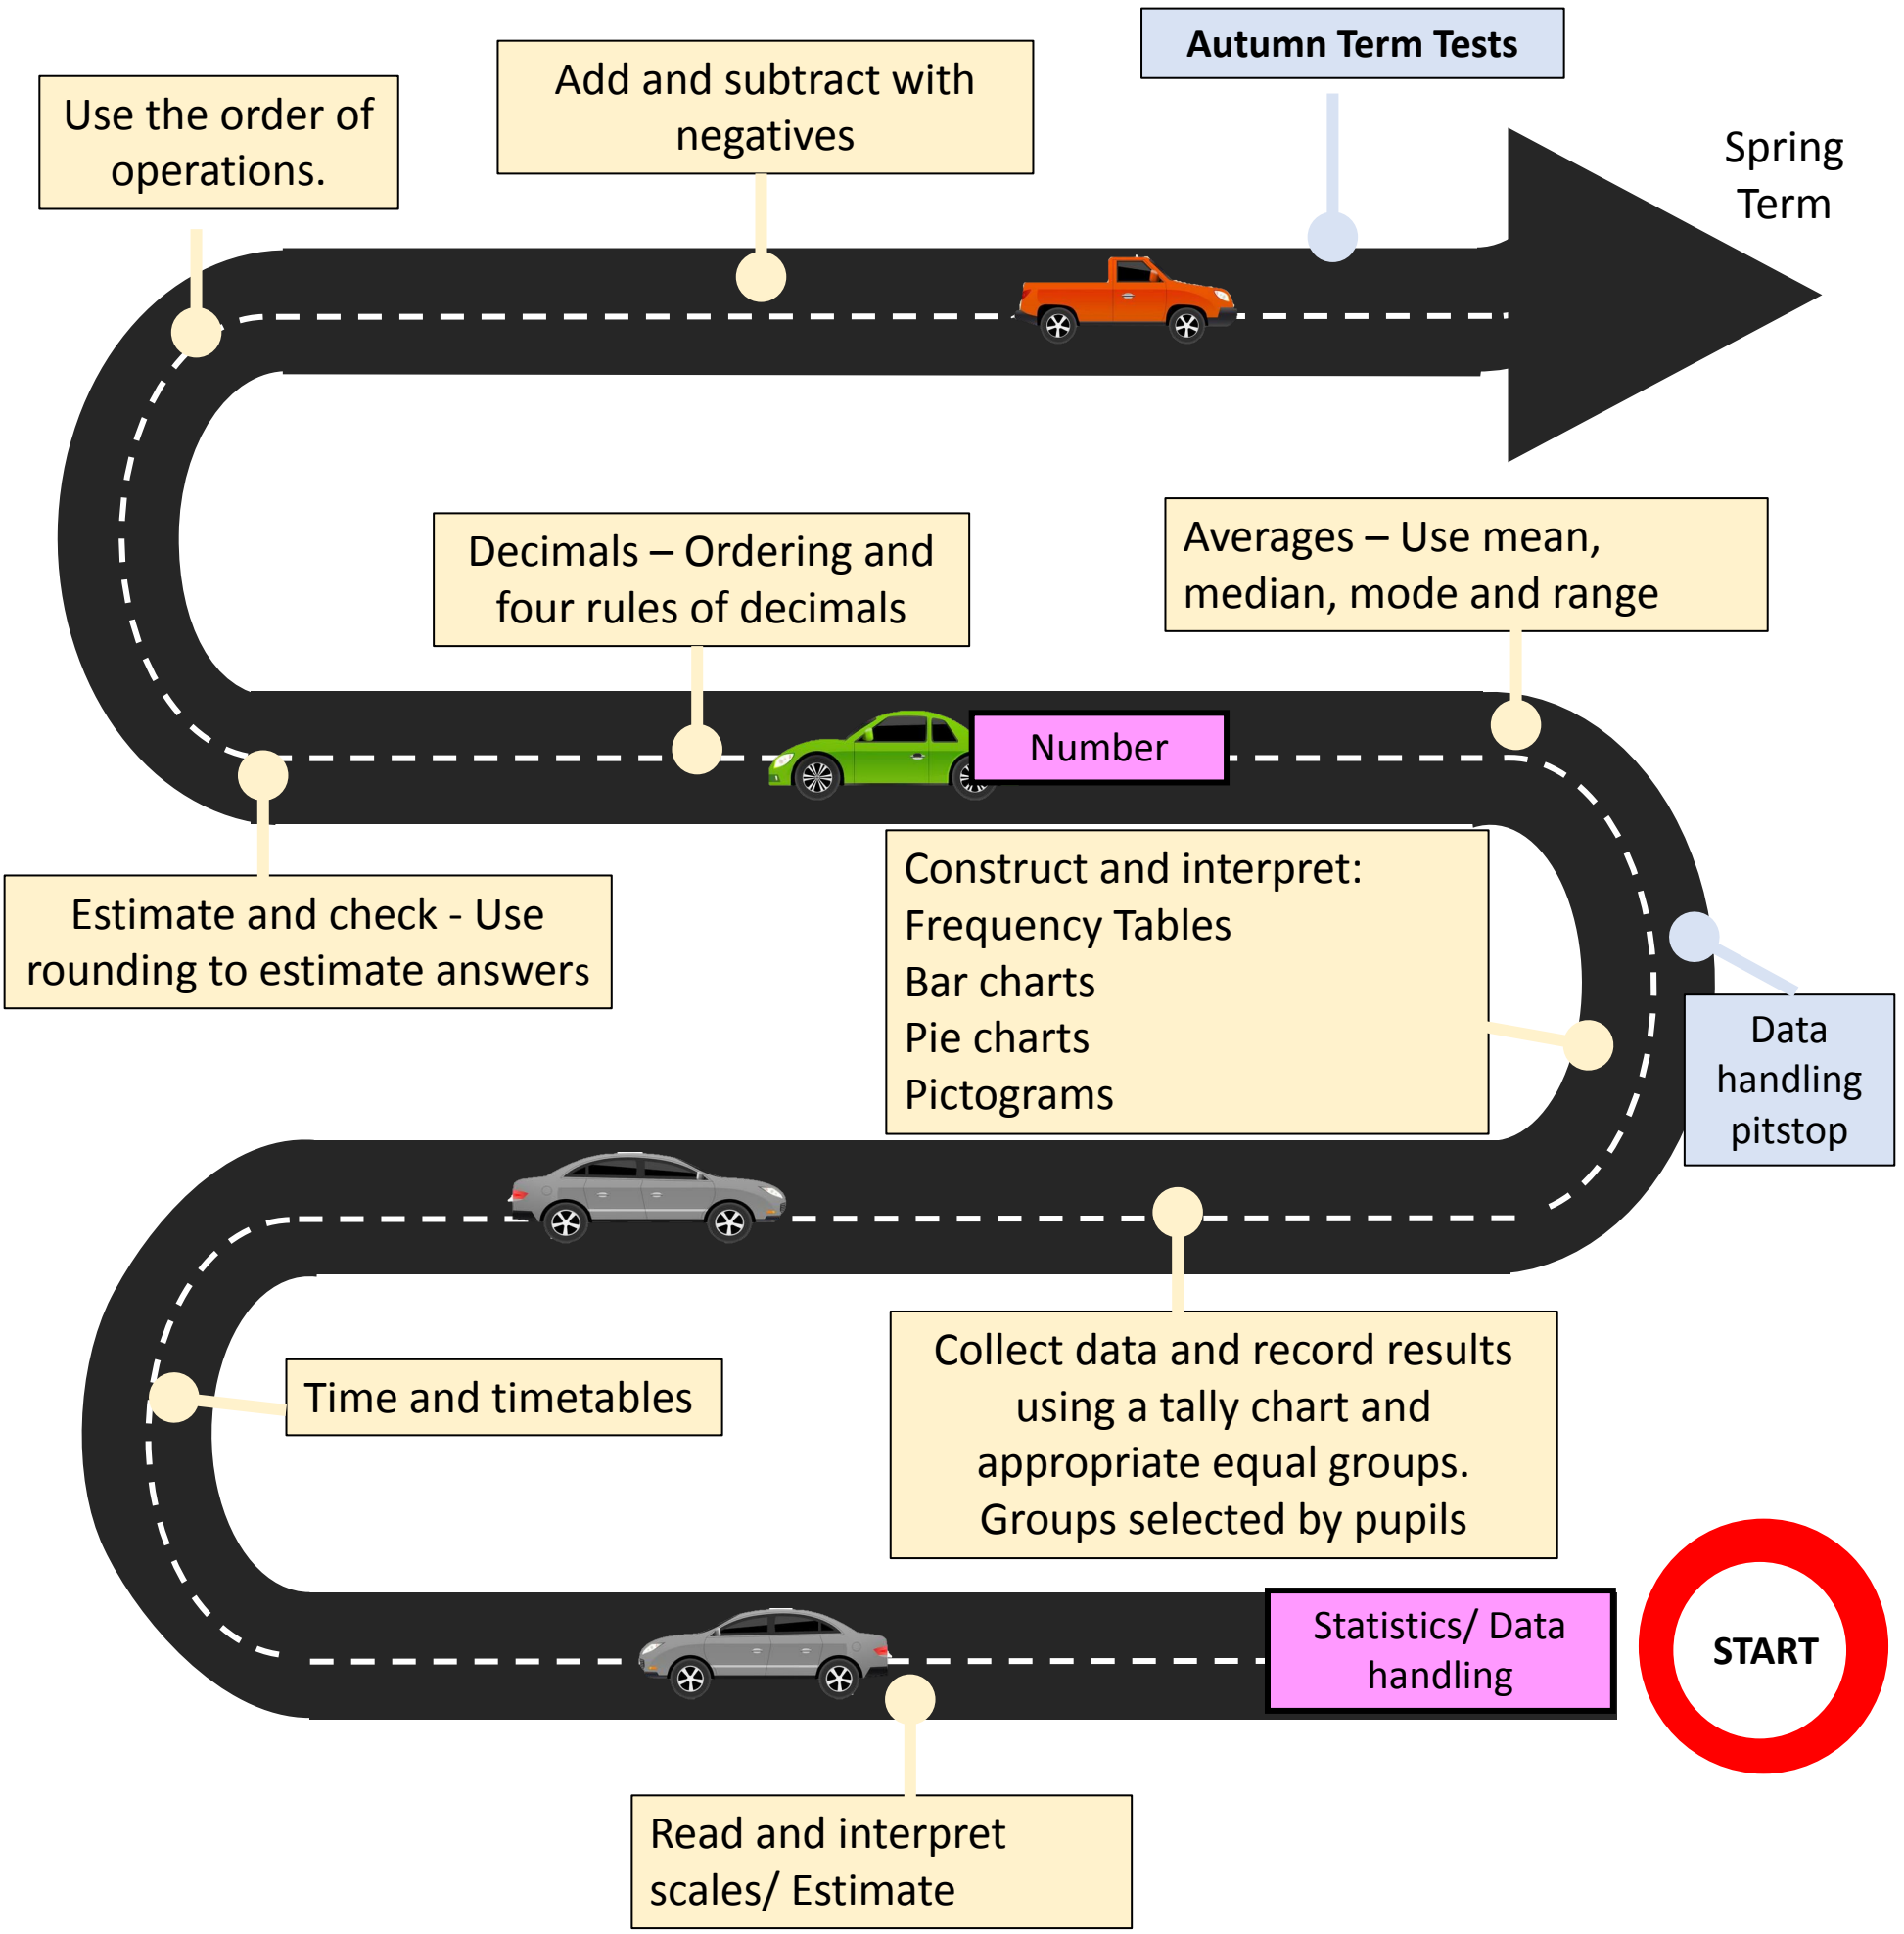 Autumn Term Tests
Add and subtract with
negatives
Use the order of
operations.
Spring
Term
Averages – Use mean,
median, mode and range
Decimals – Ordering and
four rules of decimals
Number
Construct and interpret:
Frequency Tables
Bar charts
Pie charts
Pictograms
Estimate and check - Use
rounding to estimate answers
Data
handling
pitstop
Collect data and record results
using a tally chart and
appropriate equal groups.
Groups selected by pupils
Time and timetables
Statistics/ Data
handling
START
Read and interpret
scales/ Estimate